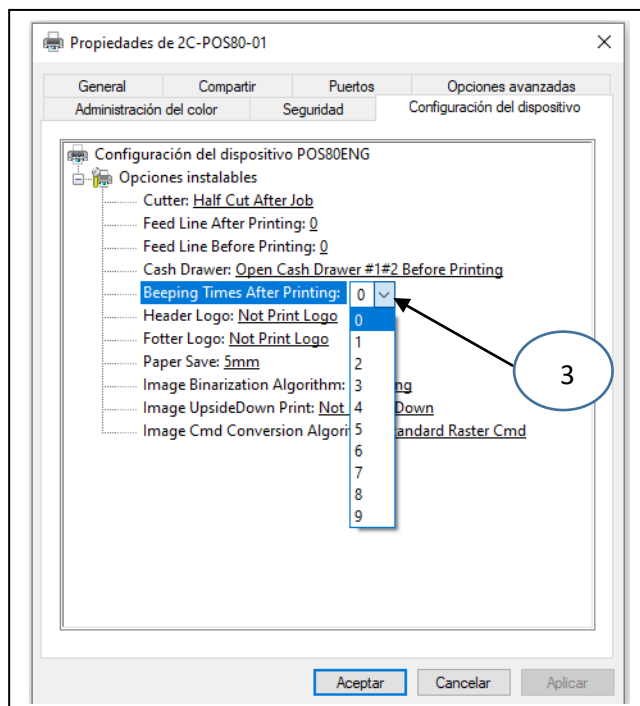 Propiedades de 2C-POS80-01
General Compartir Puertos Opciones avanzadas
Administración del color Seguridad Configuración del dispositivo
Configuración del dispositivo POS80ENG
Opciones instalables
Cutter: Half Cut After Job
Feed Line After Printing: 0
Feed Line Before Printing: 0
Cash Drawer: Open Cash Drawer #1#2 Before Printing
Beeping Times After Printing: 0
Header Logo: Not Print Logo 0
Fotter Logo: Not Print Logo 1
Paper Save: 5mm 2
Image Binarization Algorithm: 3 ng
Image UpsideDown Print: Not 4 Down
Image Cmd Conversion Algori 5 tandard Raster Cmd
6
7
8
9
3
Aceptar Cancelar Aplicar